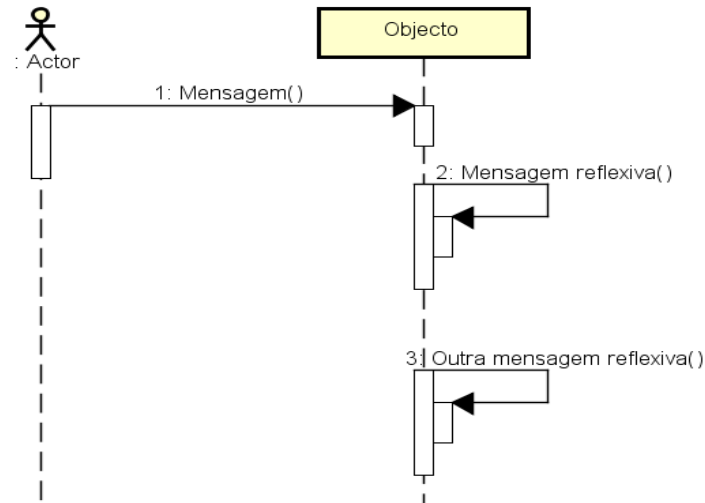 Objecto
: Actor
1: Mensagem()
2: Mensagem reflexiva()
3: Outra mensagem reflexiva()